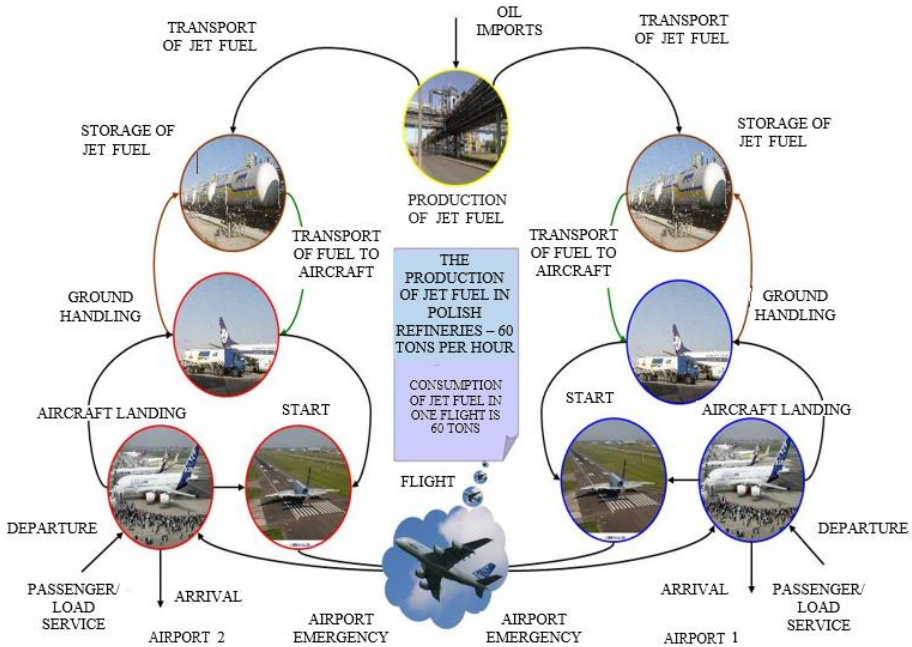 TRANSPORT
OF JET FUEL
OIL
IMPORTS
TRANSPORT
OF JET FUEL
STORAGE OF
JET FUEL
STORAGE OF
JET FUEL
PRODUCTION
OF JET FUEL
TRANSPORT
OF FUEL TO
AIRCRAFT
TRANSPORT
OF FUEL TO
AIRCRAFT
THE
PRODUCTION
OF JET FUEL IN
POLISH
REFINERIES – 60
TONS PER HOUR
CONSUMPTION
OF JET FUEL IN
ONE FLIGHT IS
60 TONS
GROUND
HANDLING
GROUND
HANDLING
AIRCRAFT LANDING
START
START
AIRCRAFT LANDING
FLIGHT
DEPARTURE
DEPARTURE
PASSENGER/
LOAD
SERVICE
ARRIVAL
AIRPORT 2
AIRPORT
EMERGENCY
AIRPORT
EMERGENCY
ARRIVAL
AIRPORT 1
PASSENGER/
LOAD
SERVICE